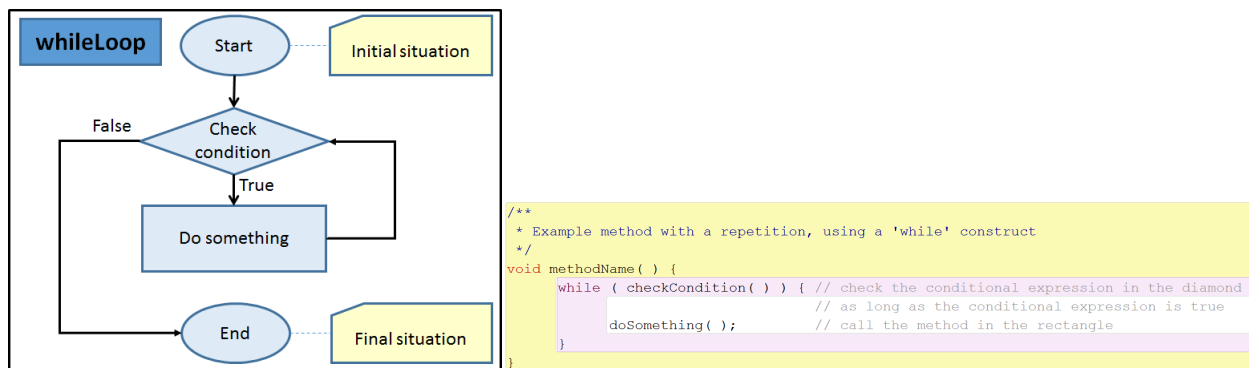 whileLoop
Start
Initial situation
False
Check
condition
True
Do something
End
Final situation
/**
 * Example method with a repetition, using a 'while' construct
 */
void methodName( ) {
while ( checkCondition( ) ) { // check the conditional expression in the diamond
// as long as the conditional expression is true
doSomething( ); // call the method in the rectangle
}
}